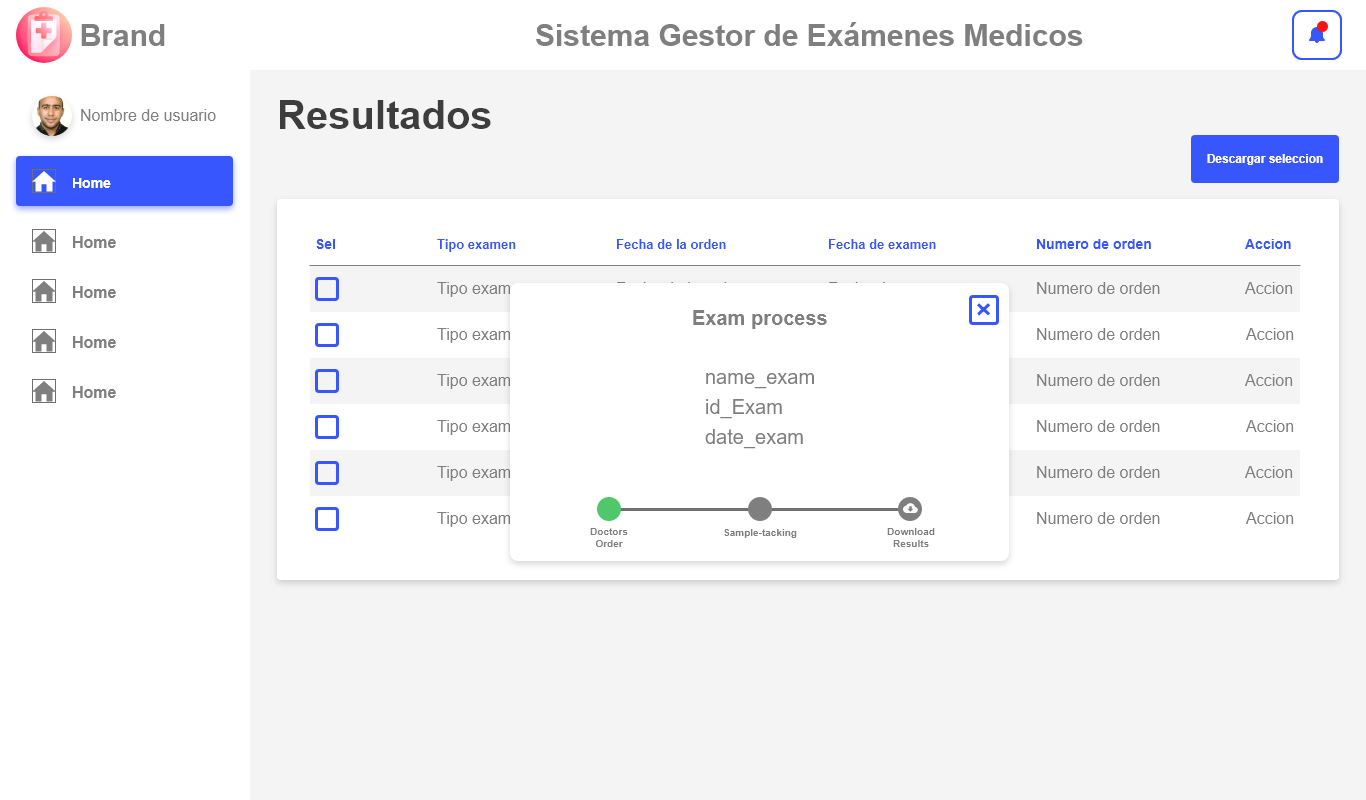 Brand
Sistema Gestor de Exámenes Medicos
Nombre de usuario
Home
Home
Home
Home
Home
Resultados
Descargar seleccion
Sel Tipo examen Fecha de la orden Fecha de examen Numero de orden Accion
Tipo exam Numero de orden Accion
Tipo exam Numero de orden Accion
Tipo exam Numero de orden Accion
Tipo exam Numero de orden Accion
Tipo exam Numero de orden Accion
Tipo exam Numero de orden Accion
Exam process
name_exam
id_Exam
date_exam
Doctors
Order
Sample-tacking
Download
Results